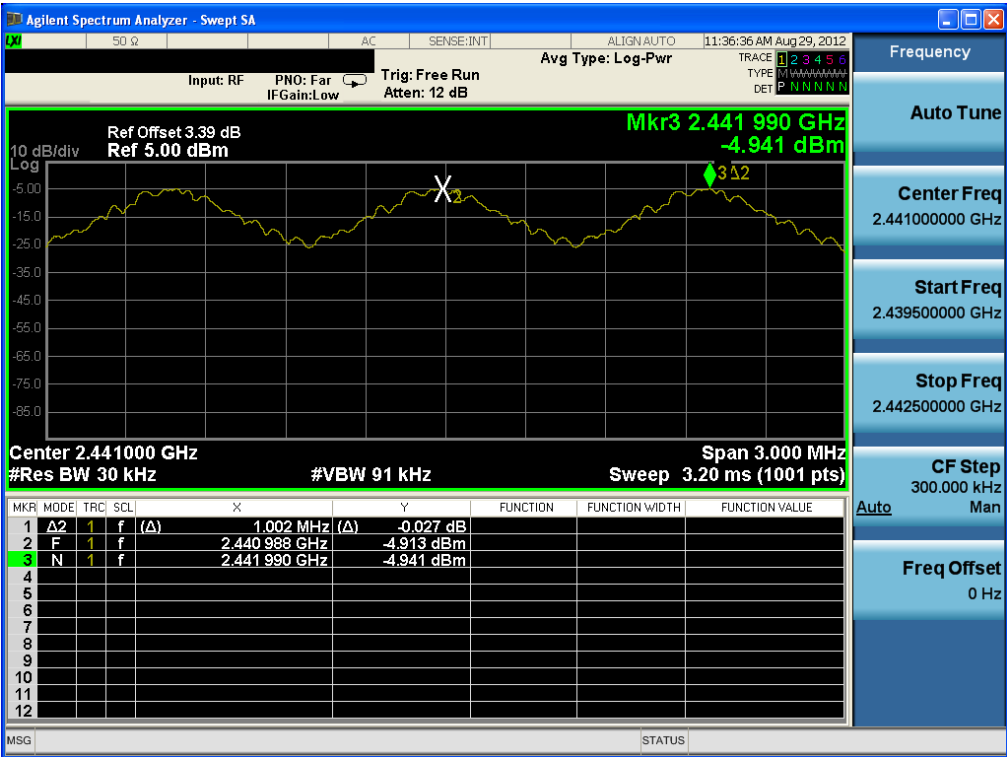 Agilent Spectrum Analyzer - Swept SA
LXI 50 Ω AC SENSE:INT ALIGN AUTO 11:36:36 AM Aug 29, 2012
Avg Type: Log-Pwr TRACE 1 2 3 4 5 6
Input: RF PNO: Far Trig: Free Run TYPE M
IFGain:Low Atten: 12 dB DET P N N N N N
Mkr3 2.441 990 GHz
-4.941 dBm
Ref Offset 3.39 dB
10 dB/div Ref 5.00 dBm
Log
3Δ2
2
-5.00
-15.0
-25.0
-35.0
-45.0
-55.0
-65.0
-75.0
-85.0
Center 2.441000 GHz Span 3.000 MHz
#Res BW 30 kHz #VBW 91 kHz Sweep 3.20 ms (1001 pts)
MKR MODE TRC SCL X Y FUNCTION FUNCTION WIDTH FUNCTION VALUE
1 Δ2 1 f (Δ) 1.002 MHz (Δ) -0.027 dB
2 F 1 f 2.440 988 GHz -4.913 dBm
3 N 1 f 2.441 990 GHz -4.941 dBm
4
5
6
7
8
9
10
11
12
MSG STATUS
Frequency
Auto Tune
Center Freq
2.441000000 GHz
Start Freq
2.439500000 GHz
Stop Freq
2.442500000 GHz
CF Step
300.000 kHz
Auto Man
Freq Offset
0 Hz